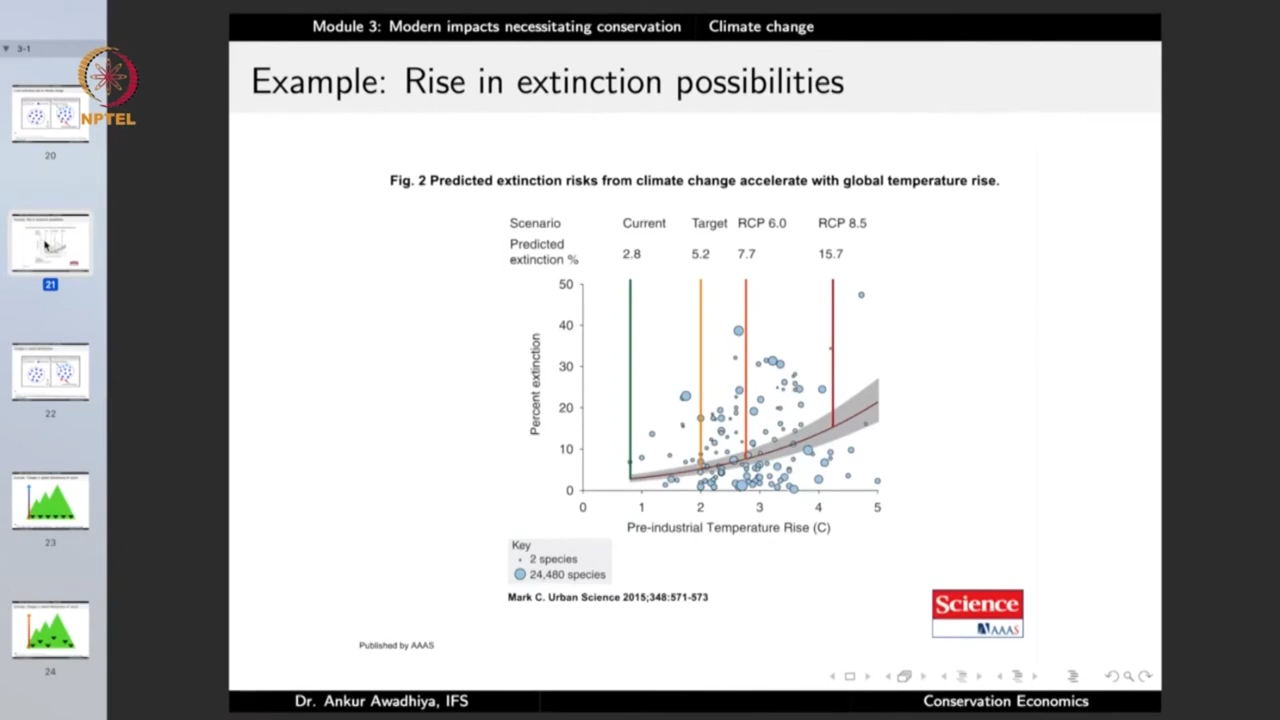 Module 3: Modern impacts necessitating conservation Climate change
3-1
NPTEL
Example: Rise in extinction possibilities
Fig. 2 Predicted extinction risks from climate change accelerate with global temperature rise.
Scenario Current Target RCP 6.0 RCP 8.5
Predicted
extinction % 2.8 5.2 7.7 15.7
50
40
30
20
10
0
Percent extinction
0 1 2 3 4 5
Pre-industrial Temperature Rise (C)
Key
2 species
24,480 species
Mark C. Urban Science 2015;348:571-573
Science
AAAS
Published by AAAS
20
21
22
23
24
Dr. Ankur Awadhiya, IFS Conservation Economics